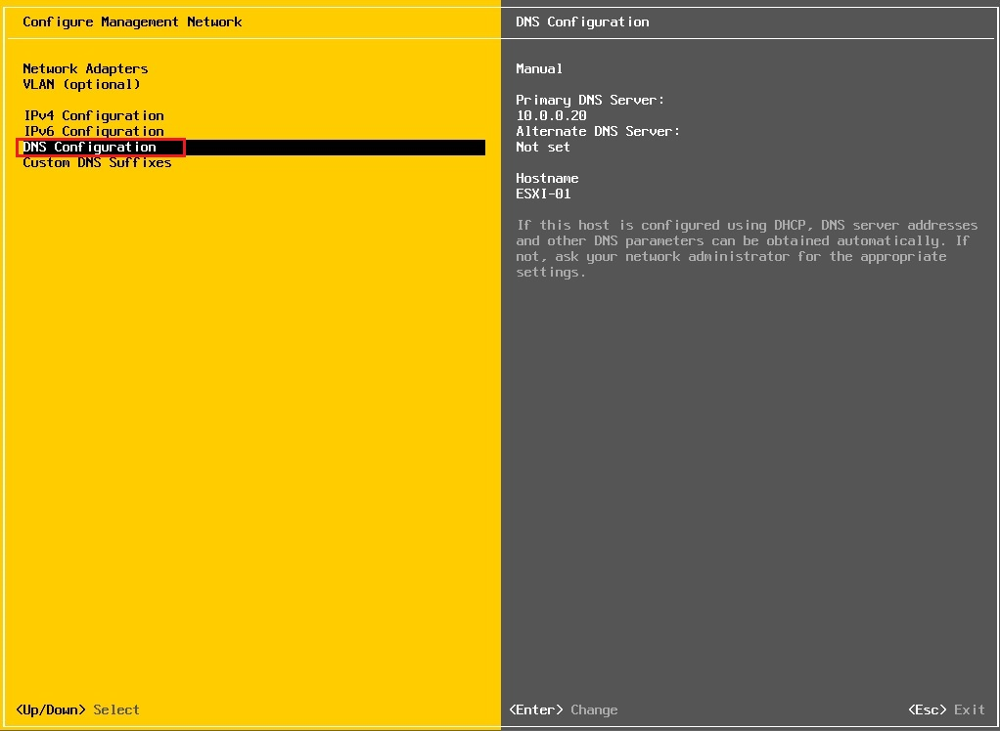 Configure Management Network
Network Adapters
VLAN (optional)
IPv4 Configuration
IPv6 Configuration
DNS Configuration
Custom DNS Suffixes
<Up/Down> Select
DNS Configuration
Manual
Primary DNS Server:
10.0.0.20
Alternate DNS Server:
Not set
Hostname
ESXI-01
If this host is configured using DHCP, DNS server addresses
and other DNS parameters can be obtained automatically. If
not, ask your network administrator for the appropriate
settings.
<Enter> Change
<Esc> Exit